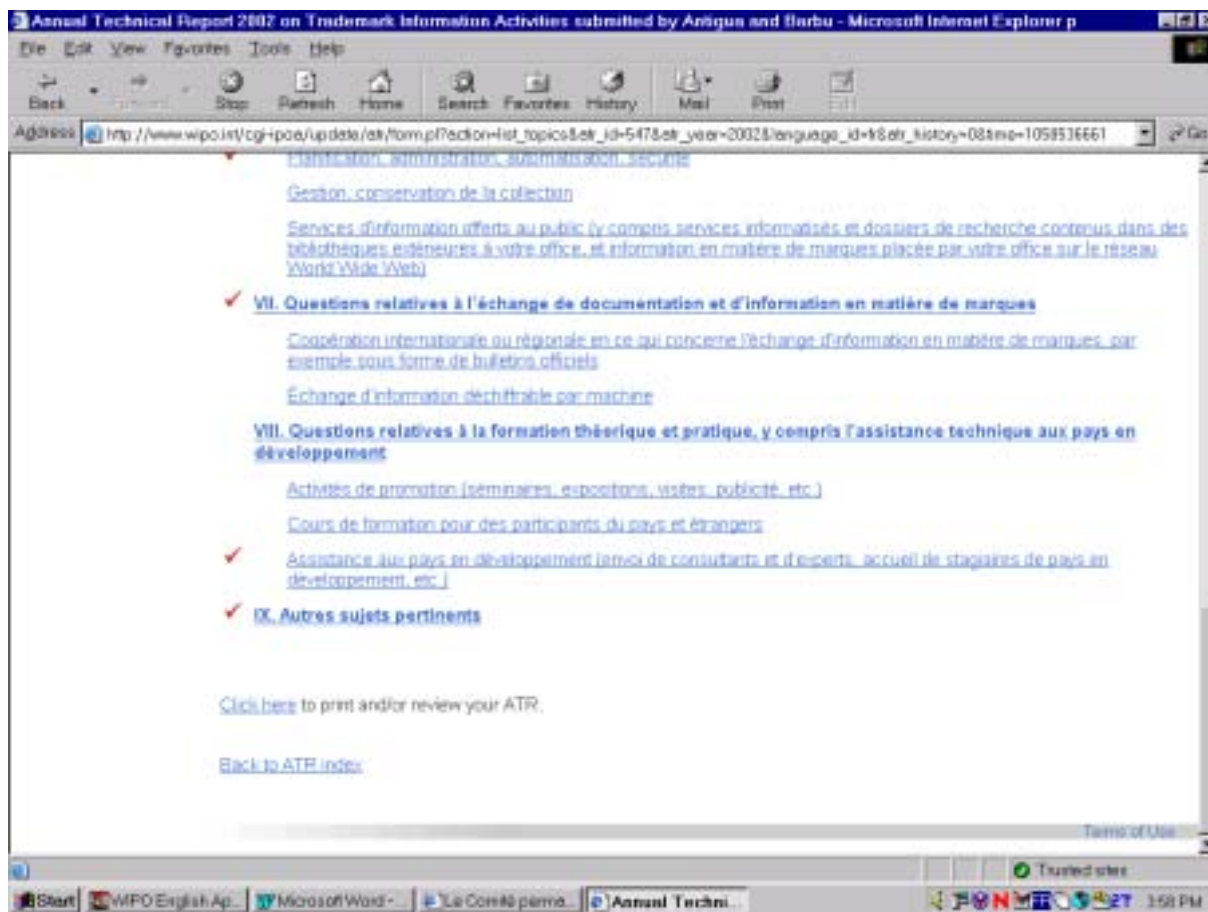 Annual Technical Report 2002 on Trademark Information Activities submitted by Antigua and Barbu - Microsoft Internet Explorer p
File Edit View Favorites Tools Help
Back Stop Refresh Home Search Favorites History Mail Print Edit
Address http://www.wipo.int/cgi-ipoa/update/atr/form.pl?action=list_topics&atr_id=547&atr_year=2002&language_id=fr&atr_history=0&time=1058536661 Go
Planification, administration, automatisation, sécurité
Gestion, conservation de la collection
Services d'information offerts au public (y compris services informatisés et dossiers de recherche contenus dans des
bibliothèques extérieures à votre office, et information en matière de marques placée par votre office sur le réseau
World Wide Web)
VII. Questions relatives à l'échange de documentation et d'information en matière de marques
Coopération internationale ou régionale en ce qui concerne l'échange d'information en matière de marques, par
exemple sous forme de bulletins officiels
Echange d'information déchiffrable par machine
VIII. Questions relatives à la formation théorique et pratique, y compris l'assistance technique aux pays en
développement
Activités de promotion (séminaires, expositions, visites, publicité, etc.)
Cours de formation pour des participants du pays et étrangers
Assistance aux pays en développement (envoi de consultants et d'experts, accueil de stagiaires de pays en
développement, etc.)
IX. Autres sujets pertinents
Click here to print and/or review your ATR.
Back to ATR index
Terms of Use
Trusted sites
Start WIPO English Ap... Microsoft Word - ... "Le Comité perma... Annual Techni... 3:58 PM